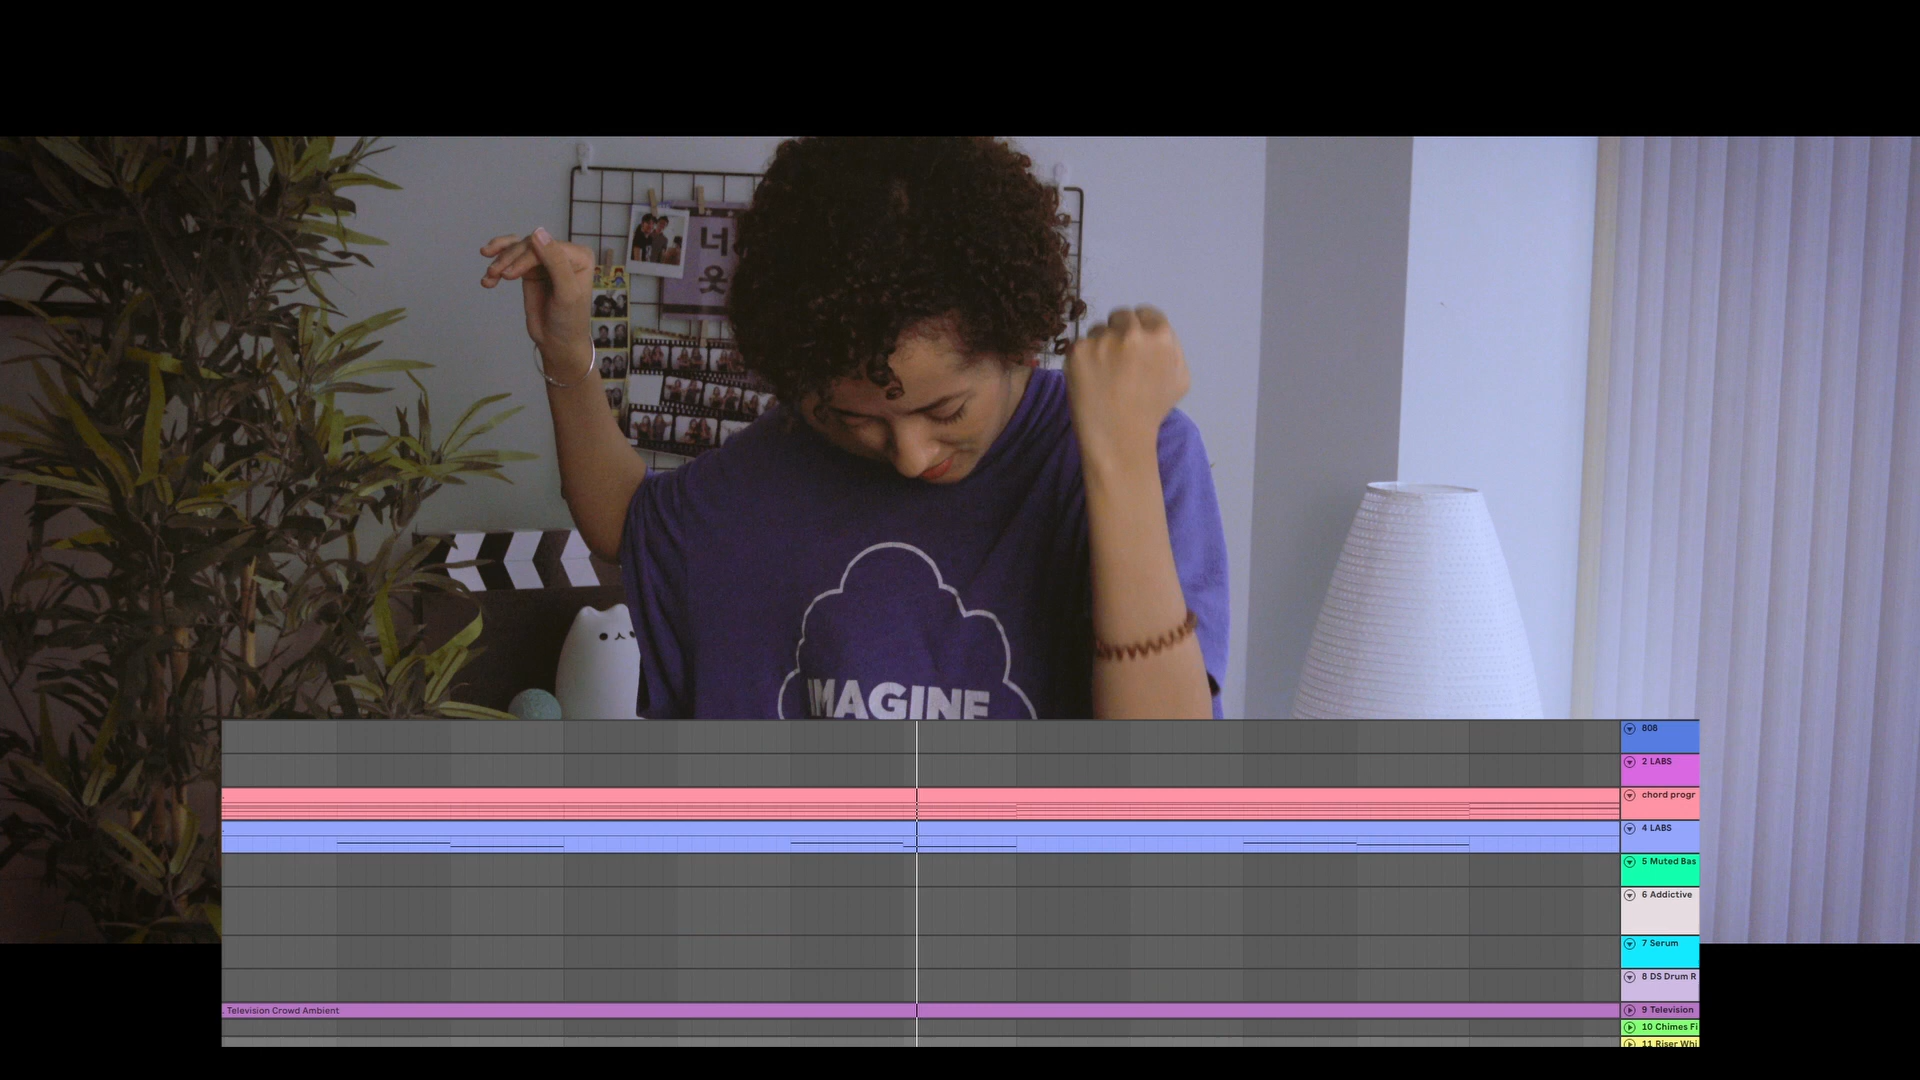 너
옷
IMAGINE
808
2 LABS
chord progr
4 LABS
5 Muted Bas
6 Addictive
7 Serum
8 DS Drum R
Television Crowd Ambient
9 Television
10 Chimes Fi
11 Riser Whi